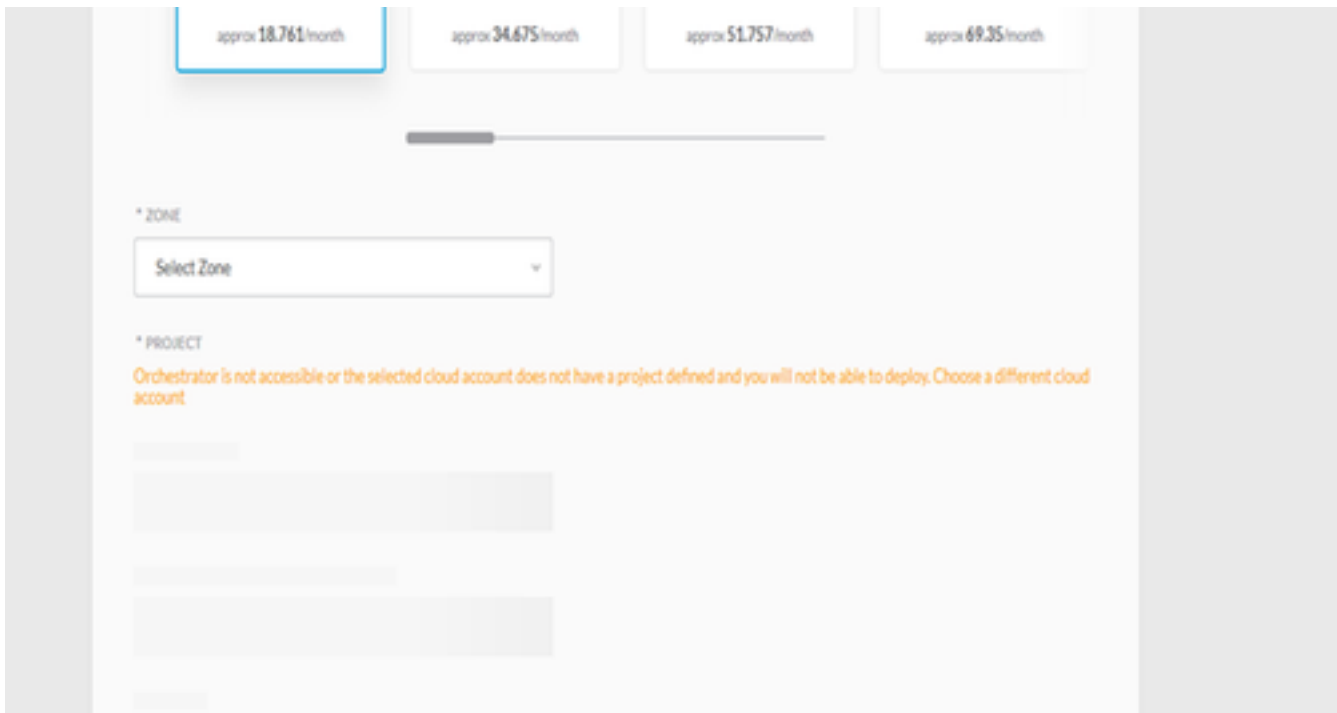 approx 18.761/month approx 34.675/month approx 51.757/month approx 69.35/month
* ZONE
Select Zone
* PROJECT
Orchestrator is not accessible or the selected cloud account does not have a project defined and you will not be able to deploy. Choose a different cloud
account